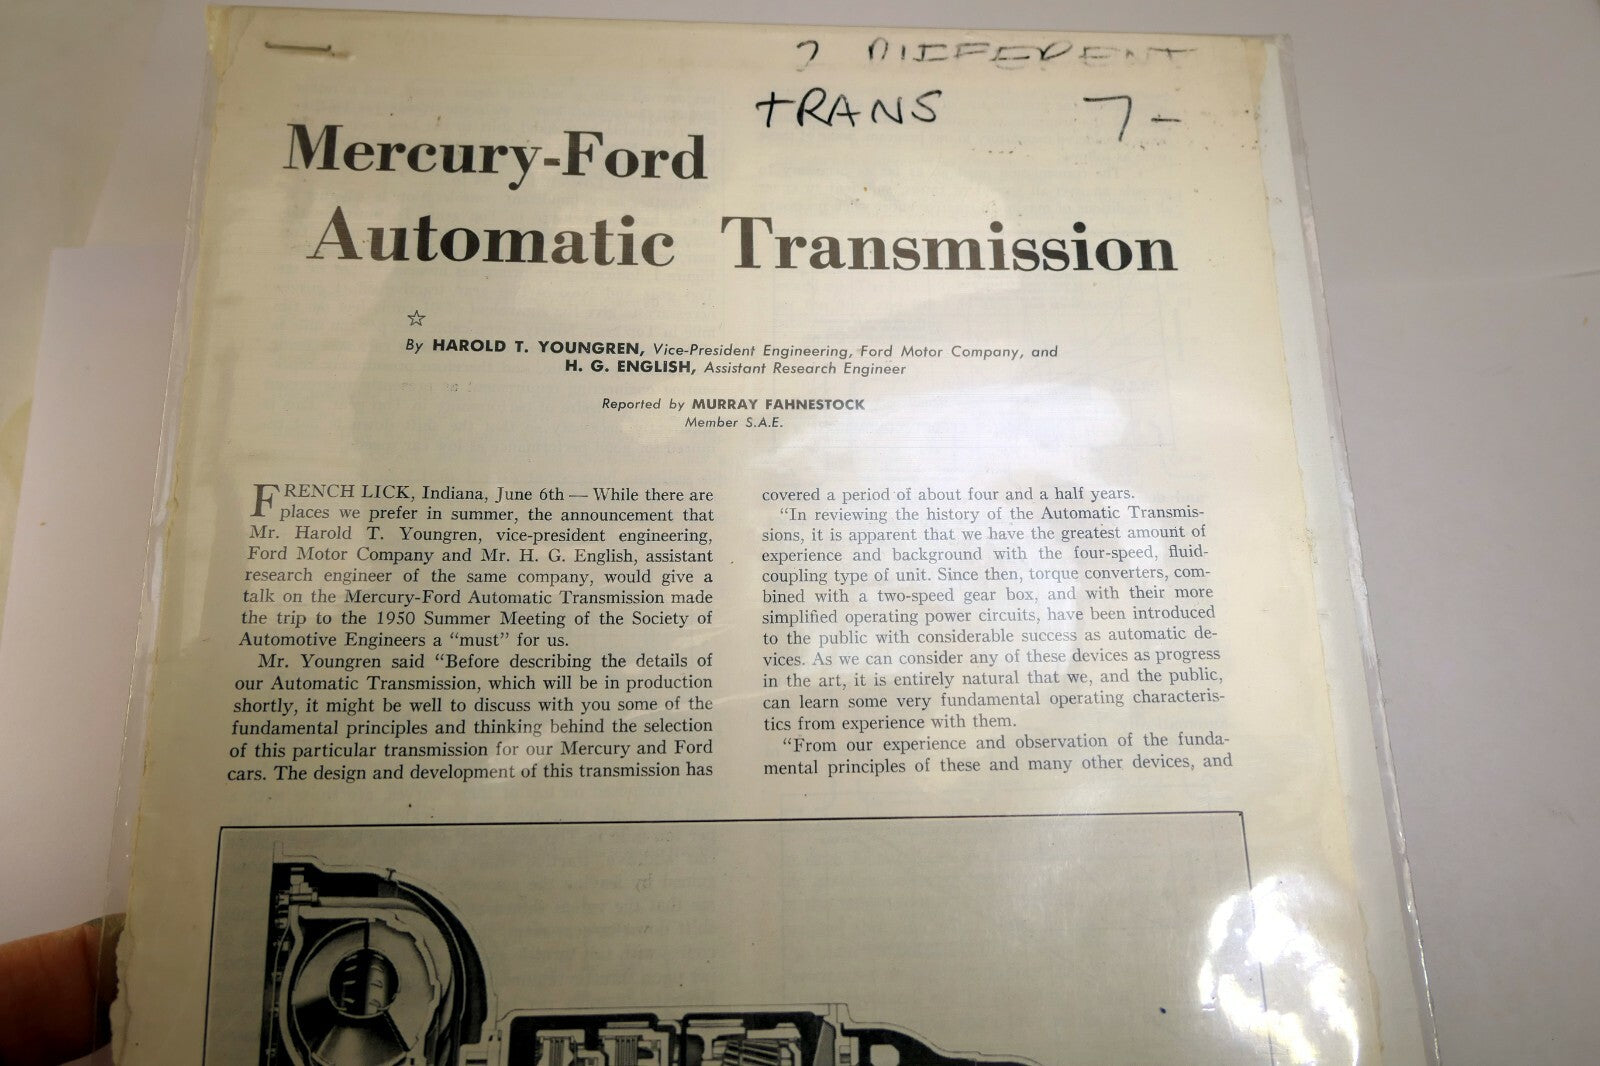 2 DIFFERENT
TRANS 7-
Mercury-Ford
Automatic Transmission
☆
By HAROLD T. YOUNGREN, Vice-President Engineering, Ford Motor Company, and
H. G. ENGLISH, Assistant Research Engineer
Reported by MURRAY FAHNESTOCK
Member S.A.E.
FRENCH LICK, Indiana, June 6th — While there are
places we prefer in summer, the announcement that
Mr. Harold T. Youngren, vice-president engineering,
Ford Motor Company and Mr. H. G. English, assistant
research engineer of the same company, would give a
talk on the Mercury-Ford Automatic Transmission made
the trip to the 1950 Summer Meeting of the Society of
Automotive Engineers a “must” for us.
Mr. Youngren said “Before describing the details of
our Automatic Transmission, which will be in production
shortly, it might be well to discuss with you some of the
fundamental principles and thinking behind the selection
of this particular transmission for our Mercury and Ford
cars. The design and development of this transmission has
covered a period of about four and a half years.
“In reviewing the history of the Automatic Transmis-
sions, it is apparent that we have the greatest amount of
experience and background with the four-speed, fluid-
coupling type of unit. Since then, torque converters, com-
bined with a two-speed gear box, and with their more
simplified operating power circuits, have been introduced
to the public with considerable success as automatic de-
vices. As we can consider any of these devices as progress
in the art, it is entirely natural that we, and the public,
can learn some very fundamental operating characteris-
tics from experience with them.
“From our experience and observation of the funda-
mental principles of these and many other devices, and